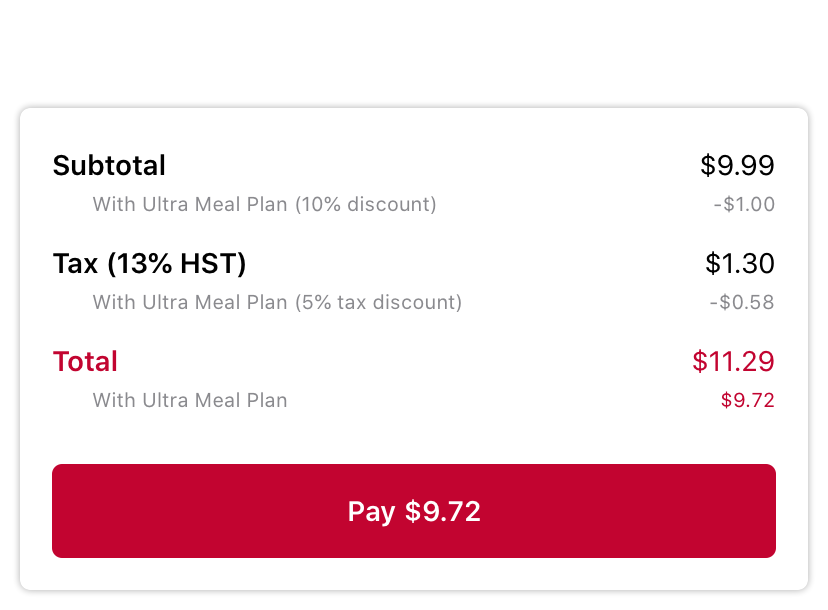 Subtotal $9.99
With Ultra Meal Plan (10% discount) -$1.00
Tax (13% HST) $1.30
With Ultra Meal Plan (5% tax discount) -$0.58
Total $11.29
With Ultra Meal Plan $9.72
Pay $9.72